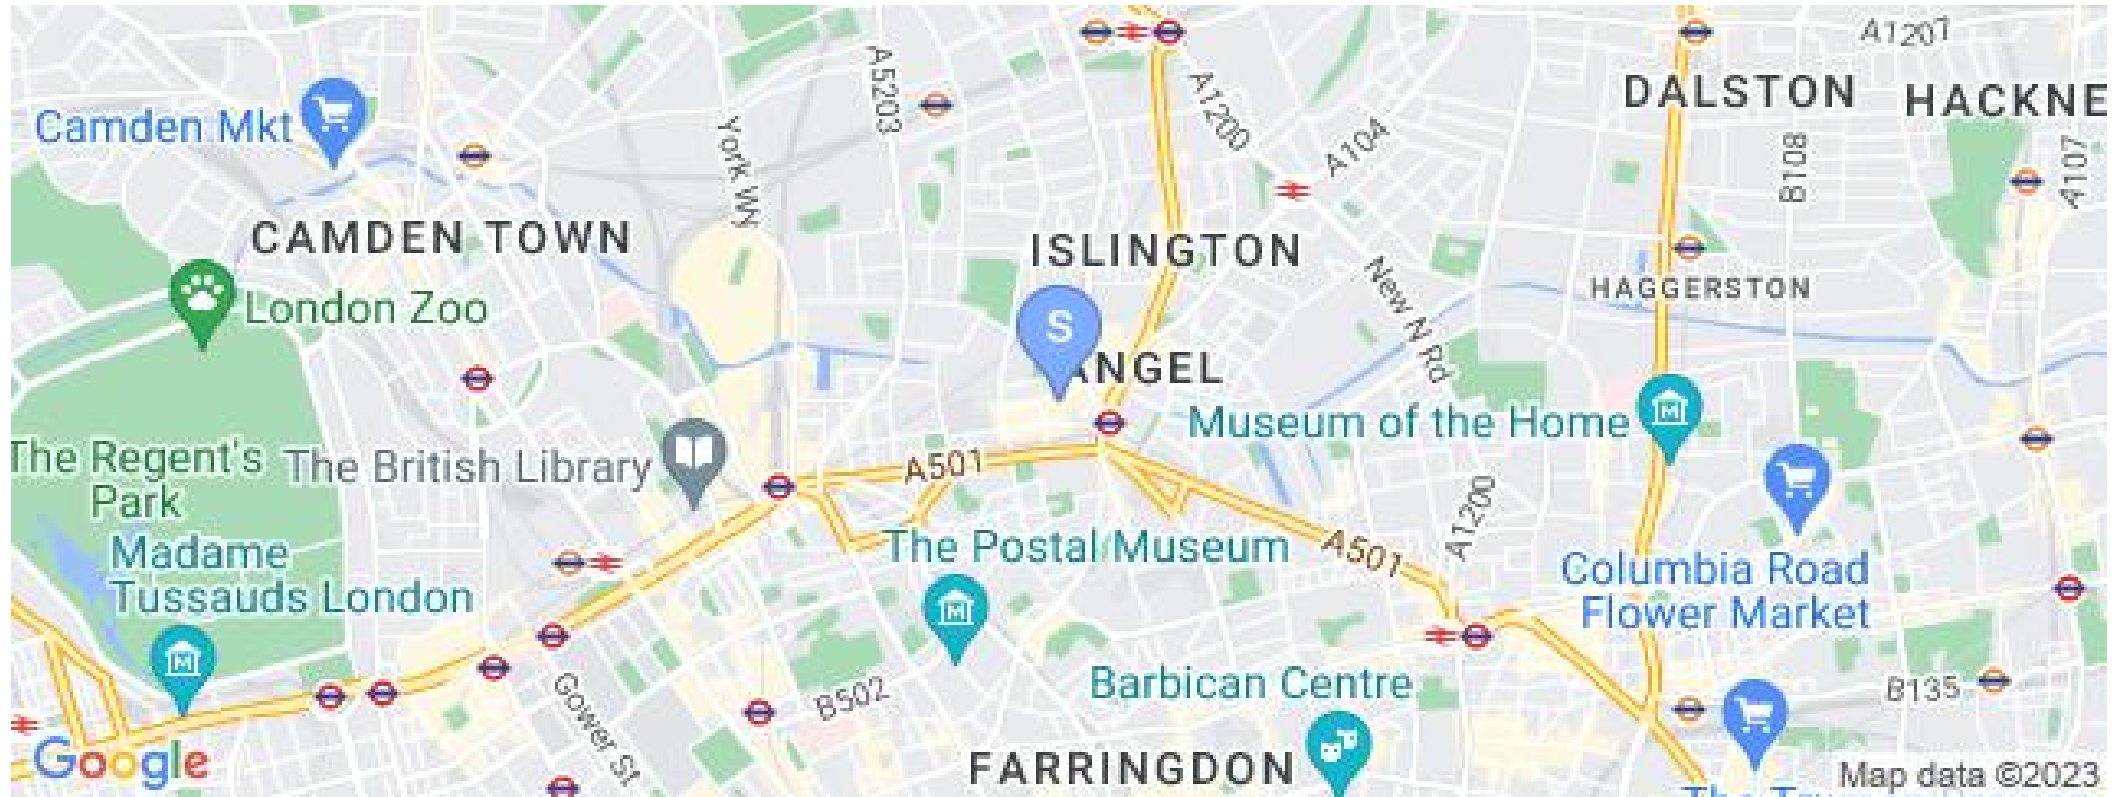 A1207
A5203
A1200
DALSTON
HACKNE
Camden Mkt
York Wy
A104
B108
A107
CAMDEN TOWN
ISLINGTON
London Zoo
New N Rd
HAGGERSTON
S
ANGEL
Museum of the Home
The Regent's
Park
The British Library
A501
A1200
Madame
Tussauds London
The Postal Museum
A501
Columbia Road
Flower Market
Gower St
B502
Barbican Centre
B135
Google
FARRINGDON
Map data ©2023